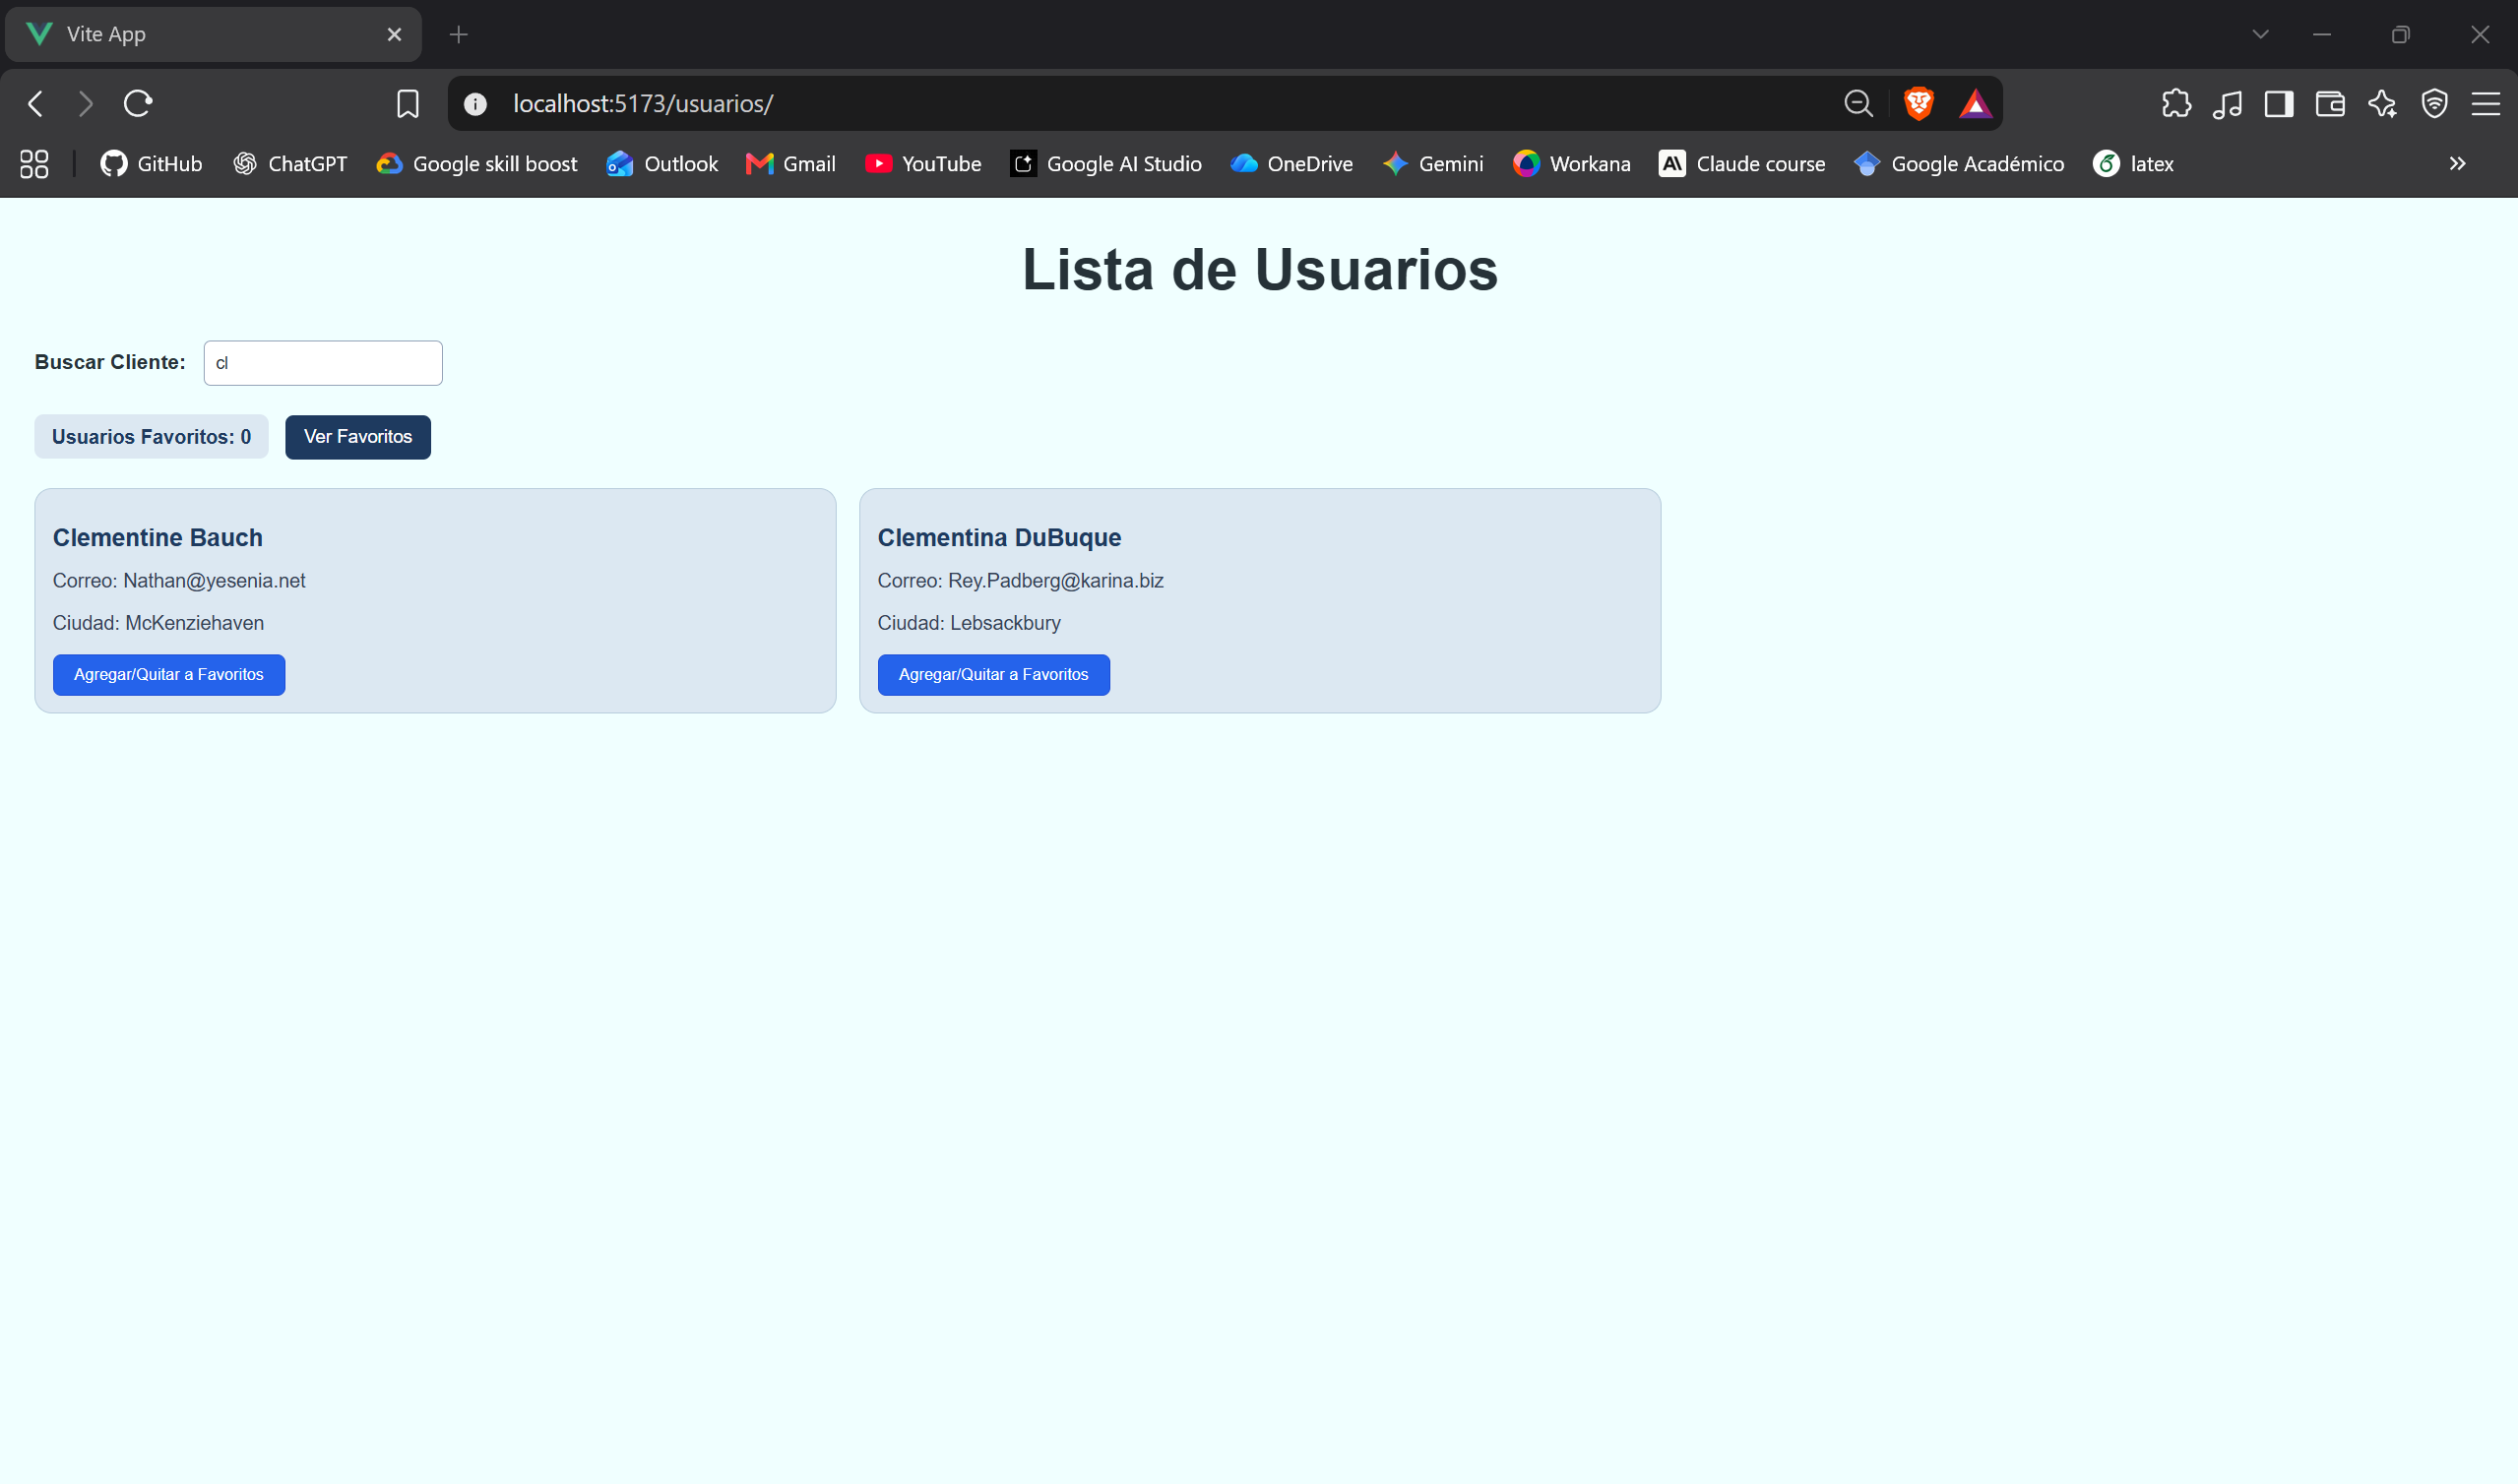 Vite App
localhost:5173/usuarios/
GitHub ChatGPT Google skill boost Outlook Gmail YouTube Google AI Studio OneDrive Gemini Workana Claude course Google Académico latex
Lista de Usuarios
Buscar Cliente: cl
Usuarios Favoritos: 0 Ver Favoritos
Clementine Bauch
Correo: Nathan@yesenia.net
Ciudad: McKenziehaven
Agregar/Quitar a Favoritos
Clementina DuBuque
Correo: Rey.Padberg@karina.biz
Ciudad: Lebsackbury
Agregar/Quitar a Favoritos